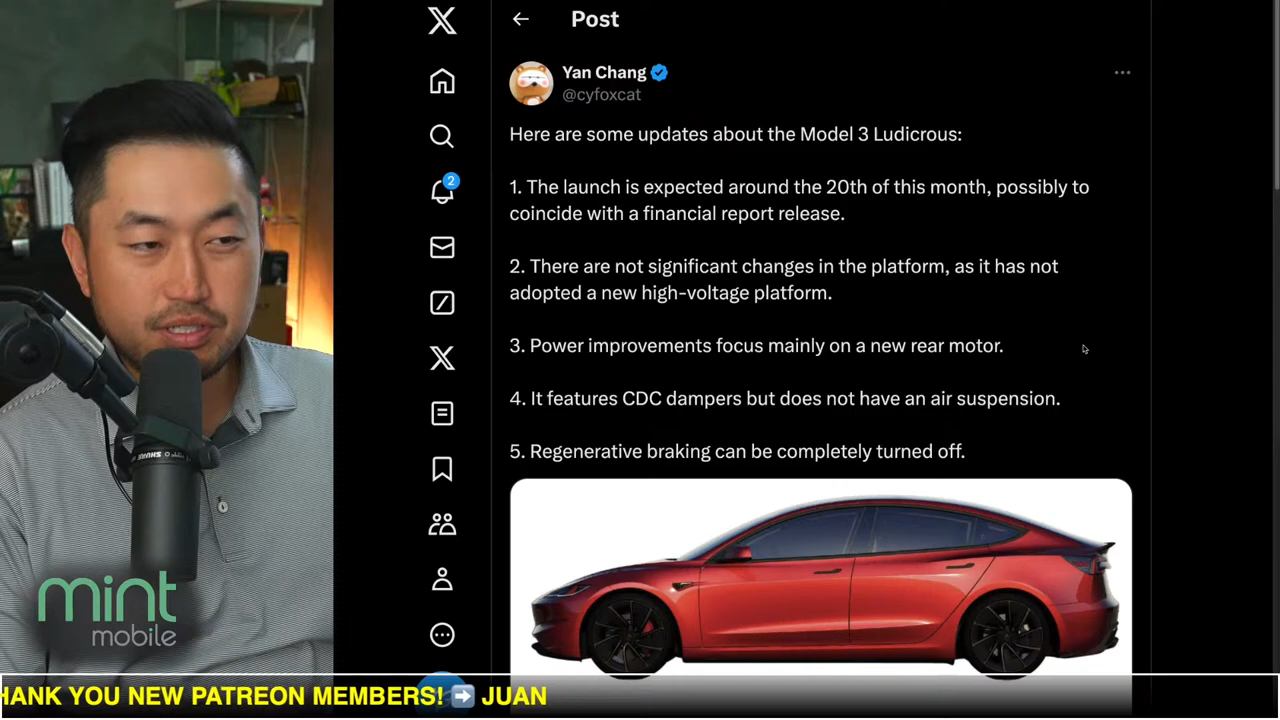 Post
Yan Chang
@cyfoxcat
Here are some updates about the Model 3 Ludicrous:
1. The launch is expected around the 20th of this month, possibly to
coincide with a financial report release.
2. There are not significant changes in the platform, as it has not
adopted a new high-voltage platform.
3. Power improvements focus mainly on a new rear motor.
4. It features CDC dampers but does not have an air suspension.
5. Regenerative braking can be completely turned off.
2
SHURE
mint
mobile
HANK YOU NEW PATREON MEMBERS! ➡️ JUAN